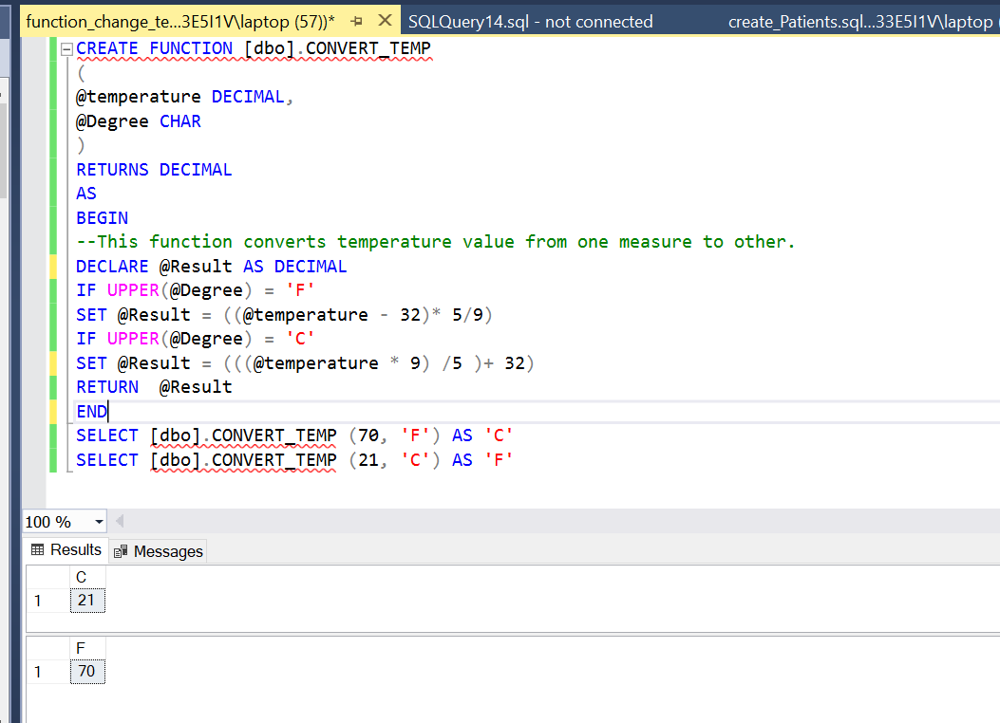 function_change_te...3E5I1V\laptop (57))* SQLQuery14.sql - not connected create_Patients.sql...33E5I1V\laptop (
CREATE FUNCTION [dbo].CONVERT_TEMP
(
@temperature DECIMAL,
@Degree CHAR
)
RETURNS DECIMAL
AS
BEGIN
--This function converts temperature value from one measure to other.
DECLARE @Result AS DECIMAL
IF UPPER(@Degree) = 'F'
SET @Result = ((@temperature - 32)* 5/9)
IF UPPER(@Degree) = 'C'
SET @Result = (((@temperature * 9) /5 )+ 32)
RETURN  @Result
END
SELECT [dbo].CONVERT_TEMP (70, 'F') AS 'C'
SELECT [dbo].CONVERT_TEMP (21, 'C') AS 'F'
100 %
Results Messages
C
1 21
F
1 70